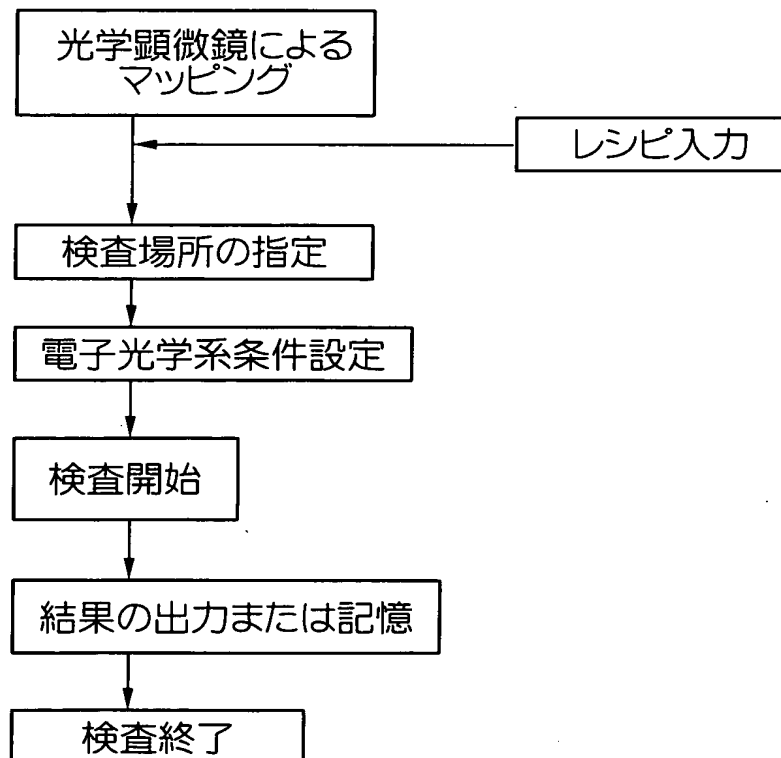 光学顕微鏡による
マッピング
レシピ入力
検査場所の指定
電子光学系条件設定
検査開始
結果の出力または記憶
検査終了